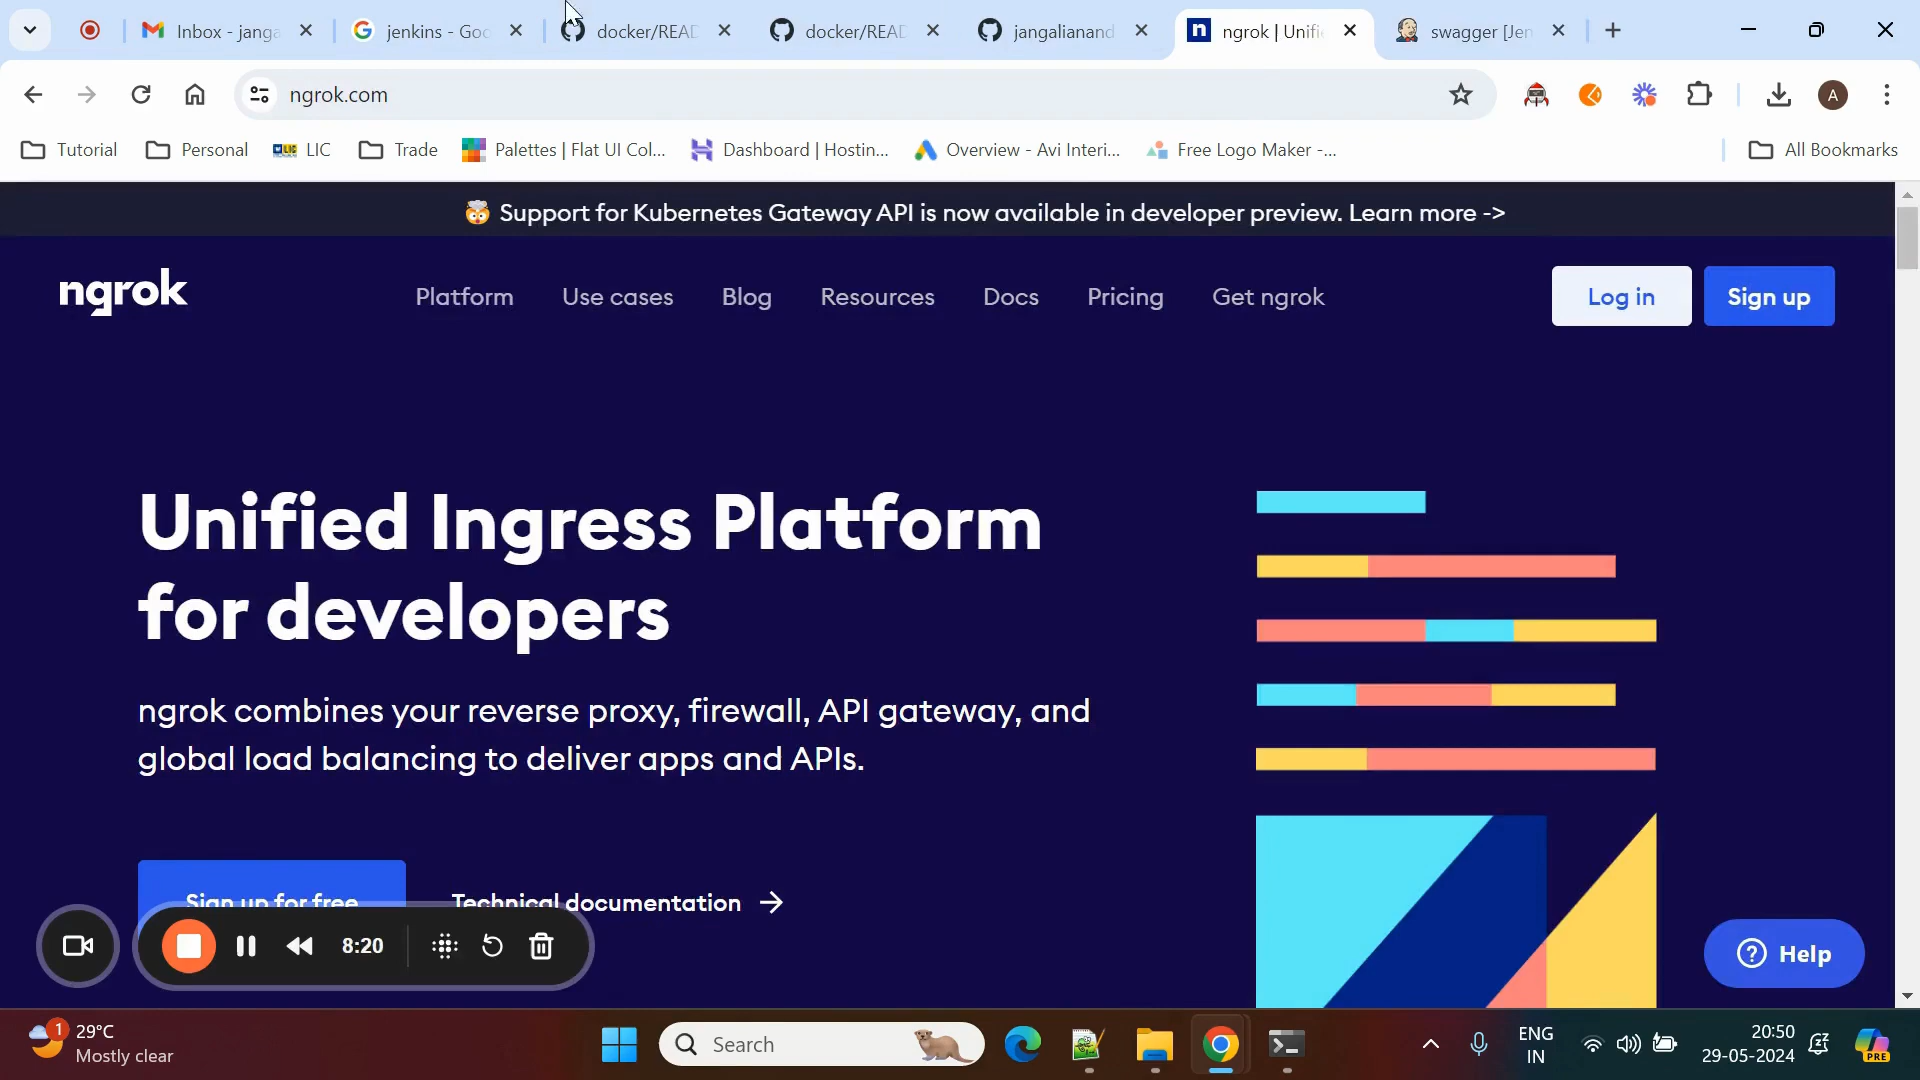 Inbox - janga
jenkins - Goo
docker/READ
docker/READ
jangalianand
ngrok | Unifi
swagger [Jen
ngrok.com
A
Tutorial
Personal
LIC
Trade
Palettes | Flat UI Col...
Dashboard | Hostin...
Overview - Avi Interi...
Free Logo Maker -...
All Bookmarks
🤯 Support for Kubernetes Gateway API is now available in developer preview. Learn more ->
ngrok
Platform
Use cases
Blog
Resources
Docs
Pricing
Get ngrok
Log in
Sign up
Unified Ingress Platform
for developers
ngrok combines your reverse proxy, firewall, API gateway, and
global load balancing to deliver apps and APIs.
Sign up for free
Technical documentation →
8:20
Help
1
29°C
Mostly clear
Search
ENG
IN
20:50
29-05-2024
PRE